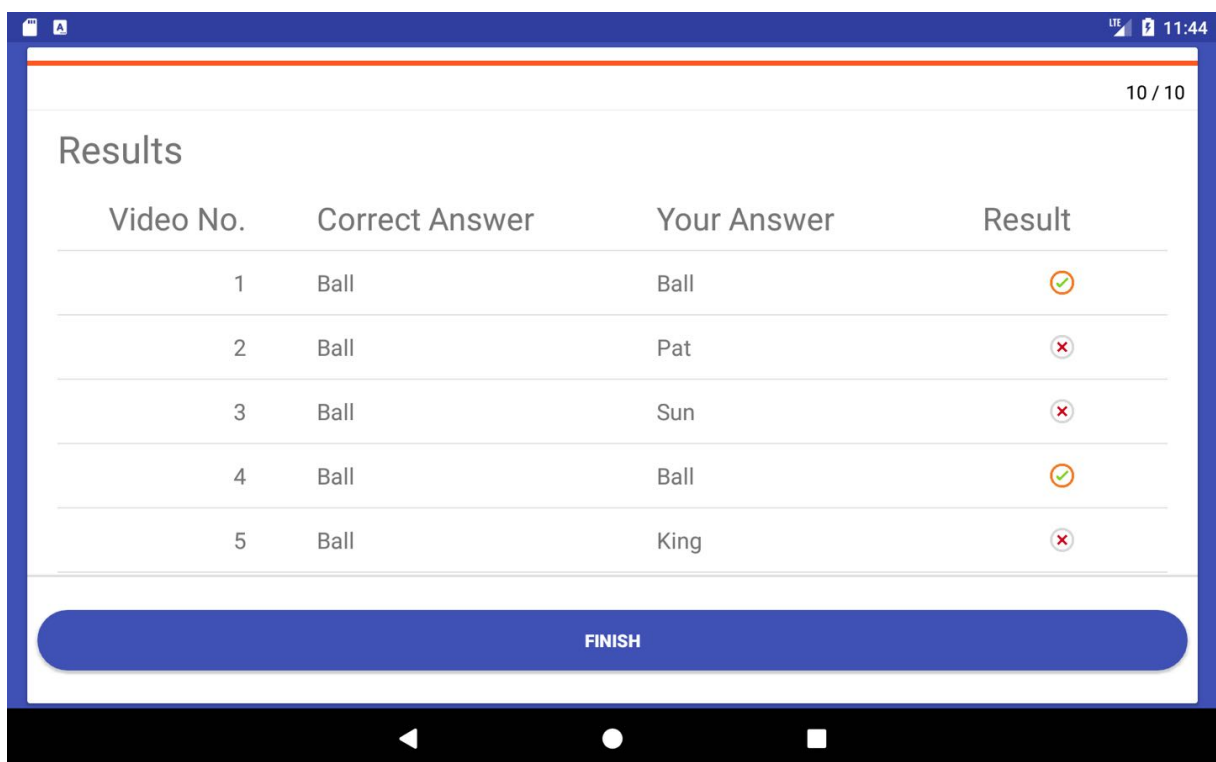 LTE 11:44
10 / 10
Results
Video No. Correct Answer Your Answer Result
1 Ball Ball
2 Ball Pat
3 Ball Sun
4 Ball Ball
5 Ball King
FINISH